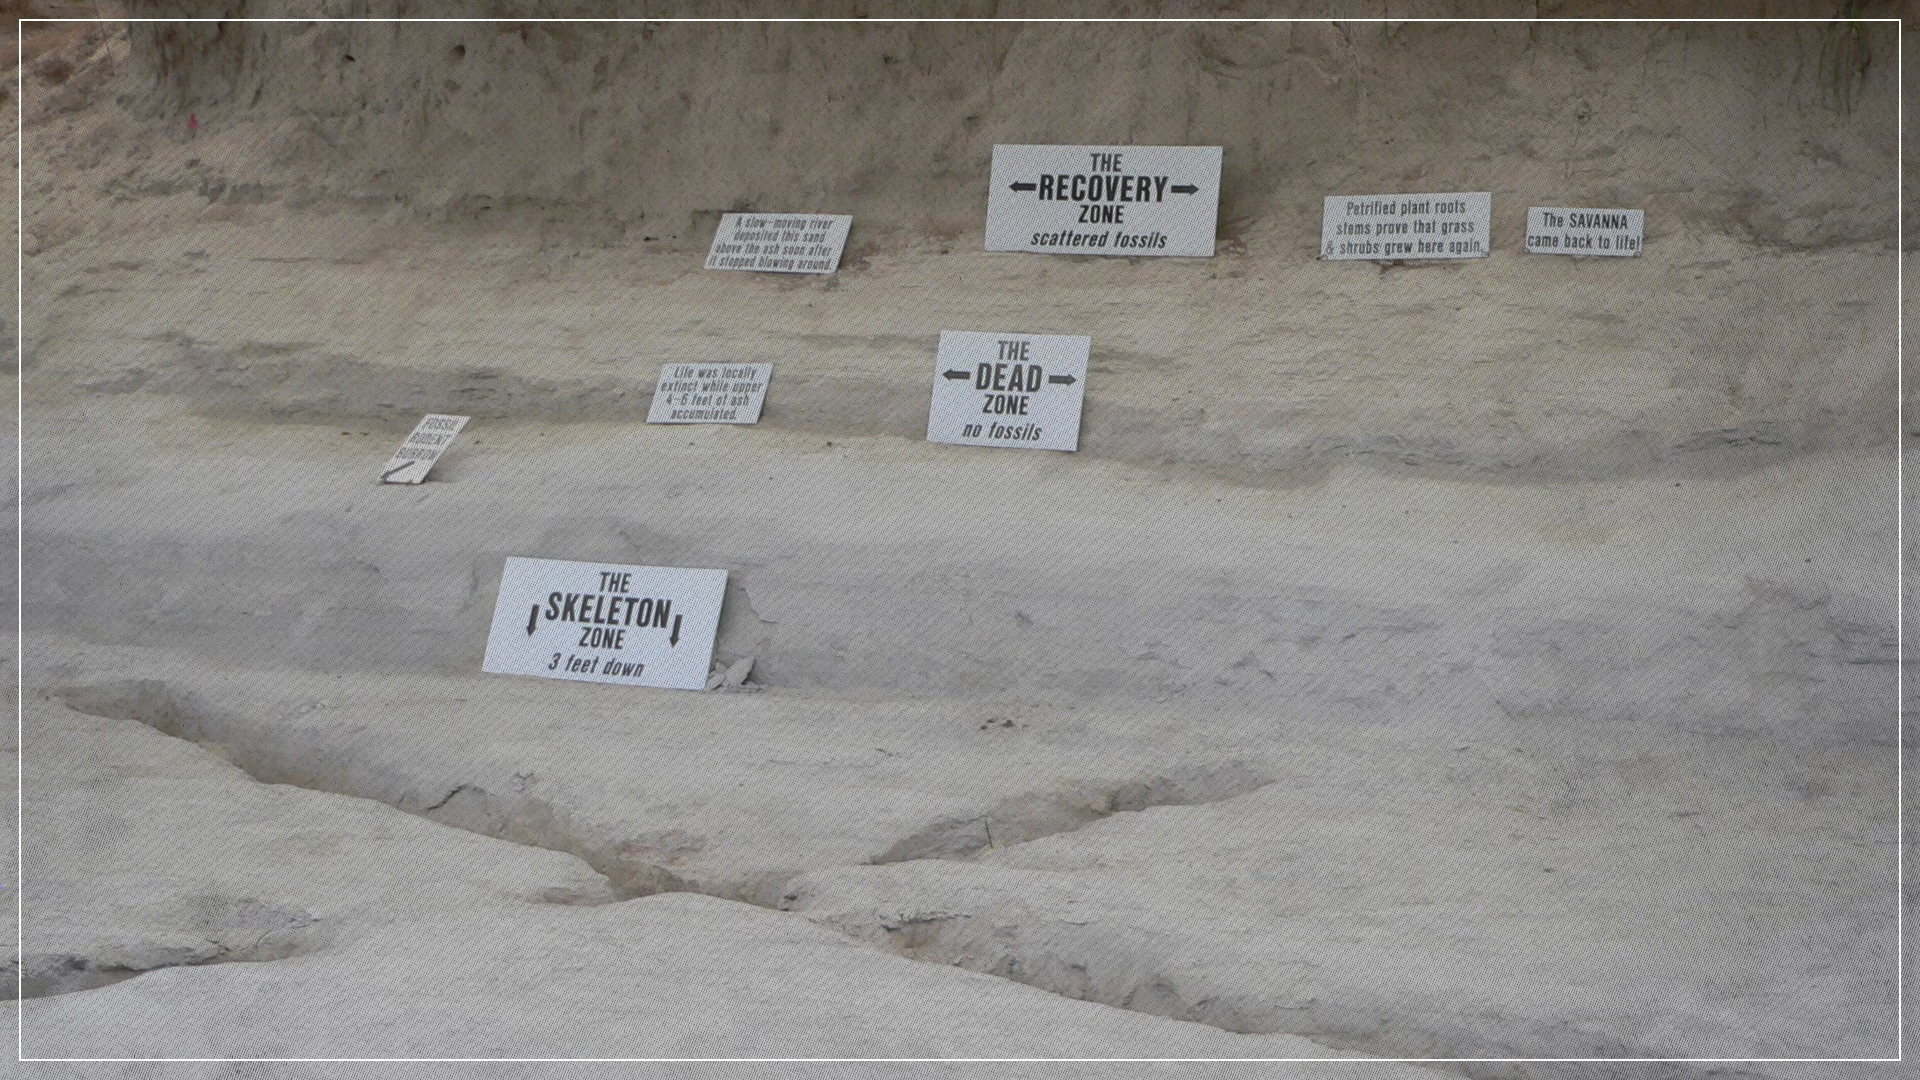 THE
RECOVERY
ZONE
scattered fossils
A slow-moving river
deposited this sand
above the ash soon after
it stopped blowing around.
Petrified plant roots
stems prove that grass
& shrubs grew here again.
The SAVANNA
came back to life!
THE
DEAD
ZONE
no fossils
Life was locally
extinct while upper
4-6 feet of ash
accumulated.
FOSSIL
RODENT
BURROW
THE
SKELETON
ZONE
3 feet down